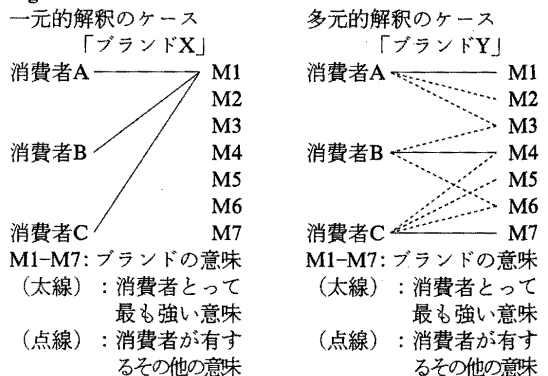 一元的解釈のケース
「ブランドX」
消費者A M1
M2
M3
消費者B M4
M5
M6
消費者C M7
M1-M7: ブランドの意味
(太線) : 消費者とって
最も強い意味
(点線) : 消費者が有す
るその他の意味
多元的解釈のケース
「ブランドY」
消費者A M1
M2
M3
消費者B M4
M5
M6
消費者C M7
M1-M7: ブランドの意味
(太線) : 消費者とって
最も強い意味
(点線) : 消費者が有す
るその他の意味